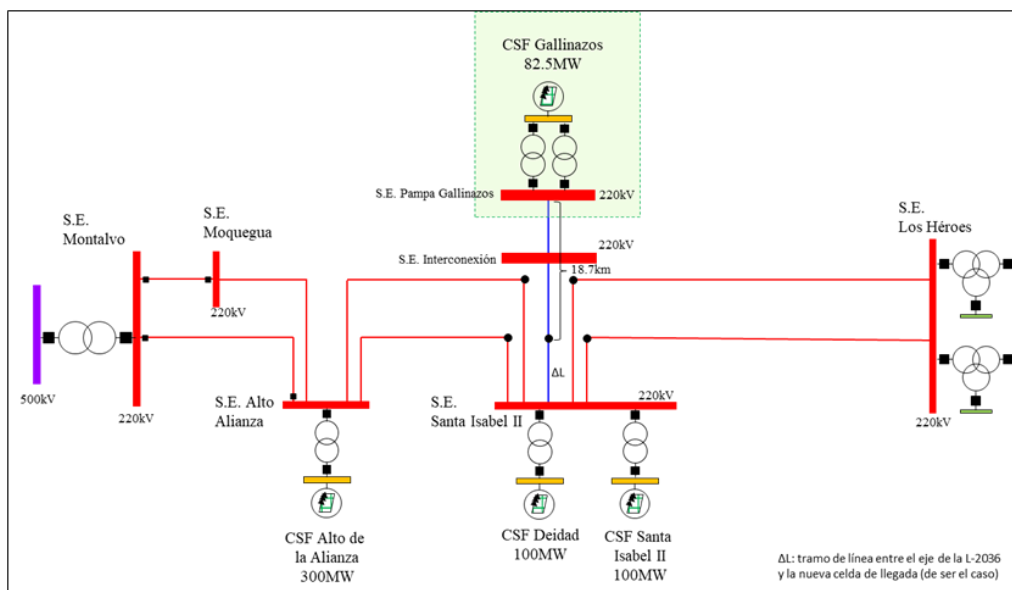 CSF Gallinazos
82.5MW
S.E. Pampa Gallinazos
220kV
S.E.
Montalvo
S.E.
Moquegua
S.E.
Los Héroes
220kV
S.E. Interconexión
18.7km
220kV
500kV
220kV
S.E. Alto
Alianza
ΔL
S.E.
Santa Isabel II
220kV
220kV
CSF Alto de
la Alianza
300MW
CSF Deidad
100MW
CSF Santa
Isabel II
100MW
ΔL: tramo de línea entre el eje de la L-2036
y la nueva celda de llegada (de ser el caso)